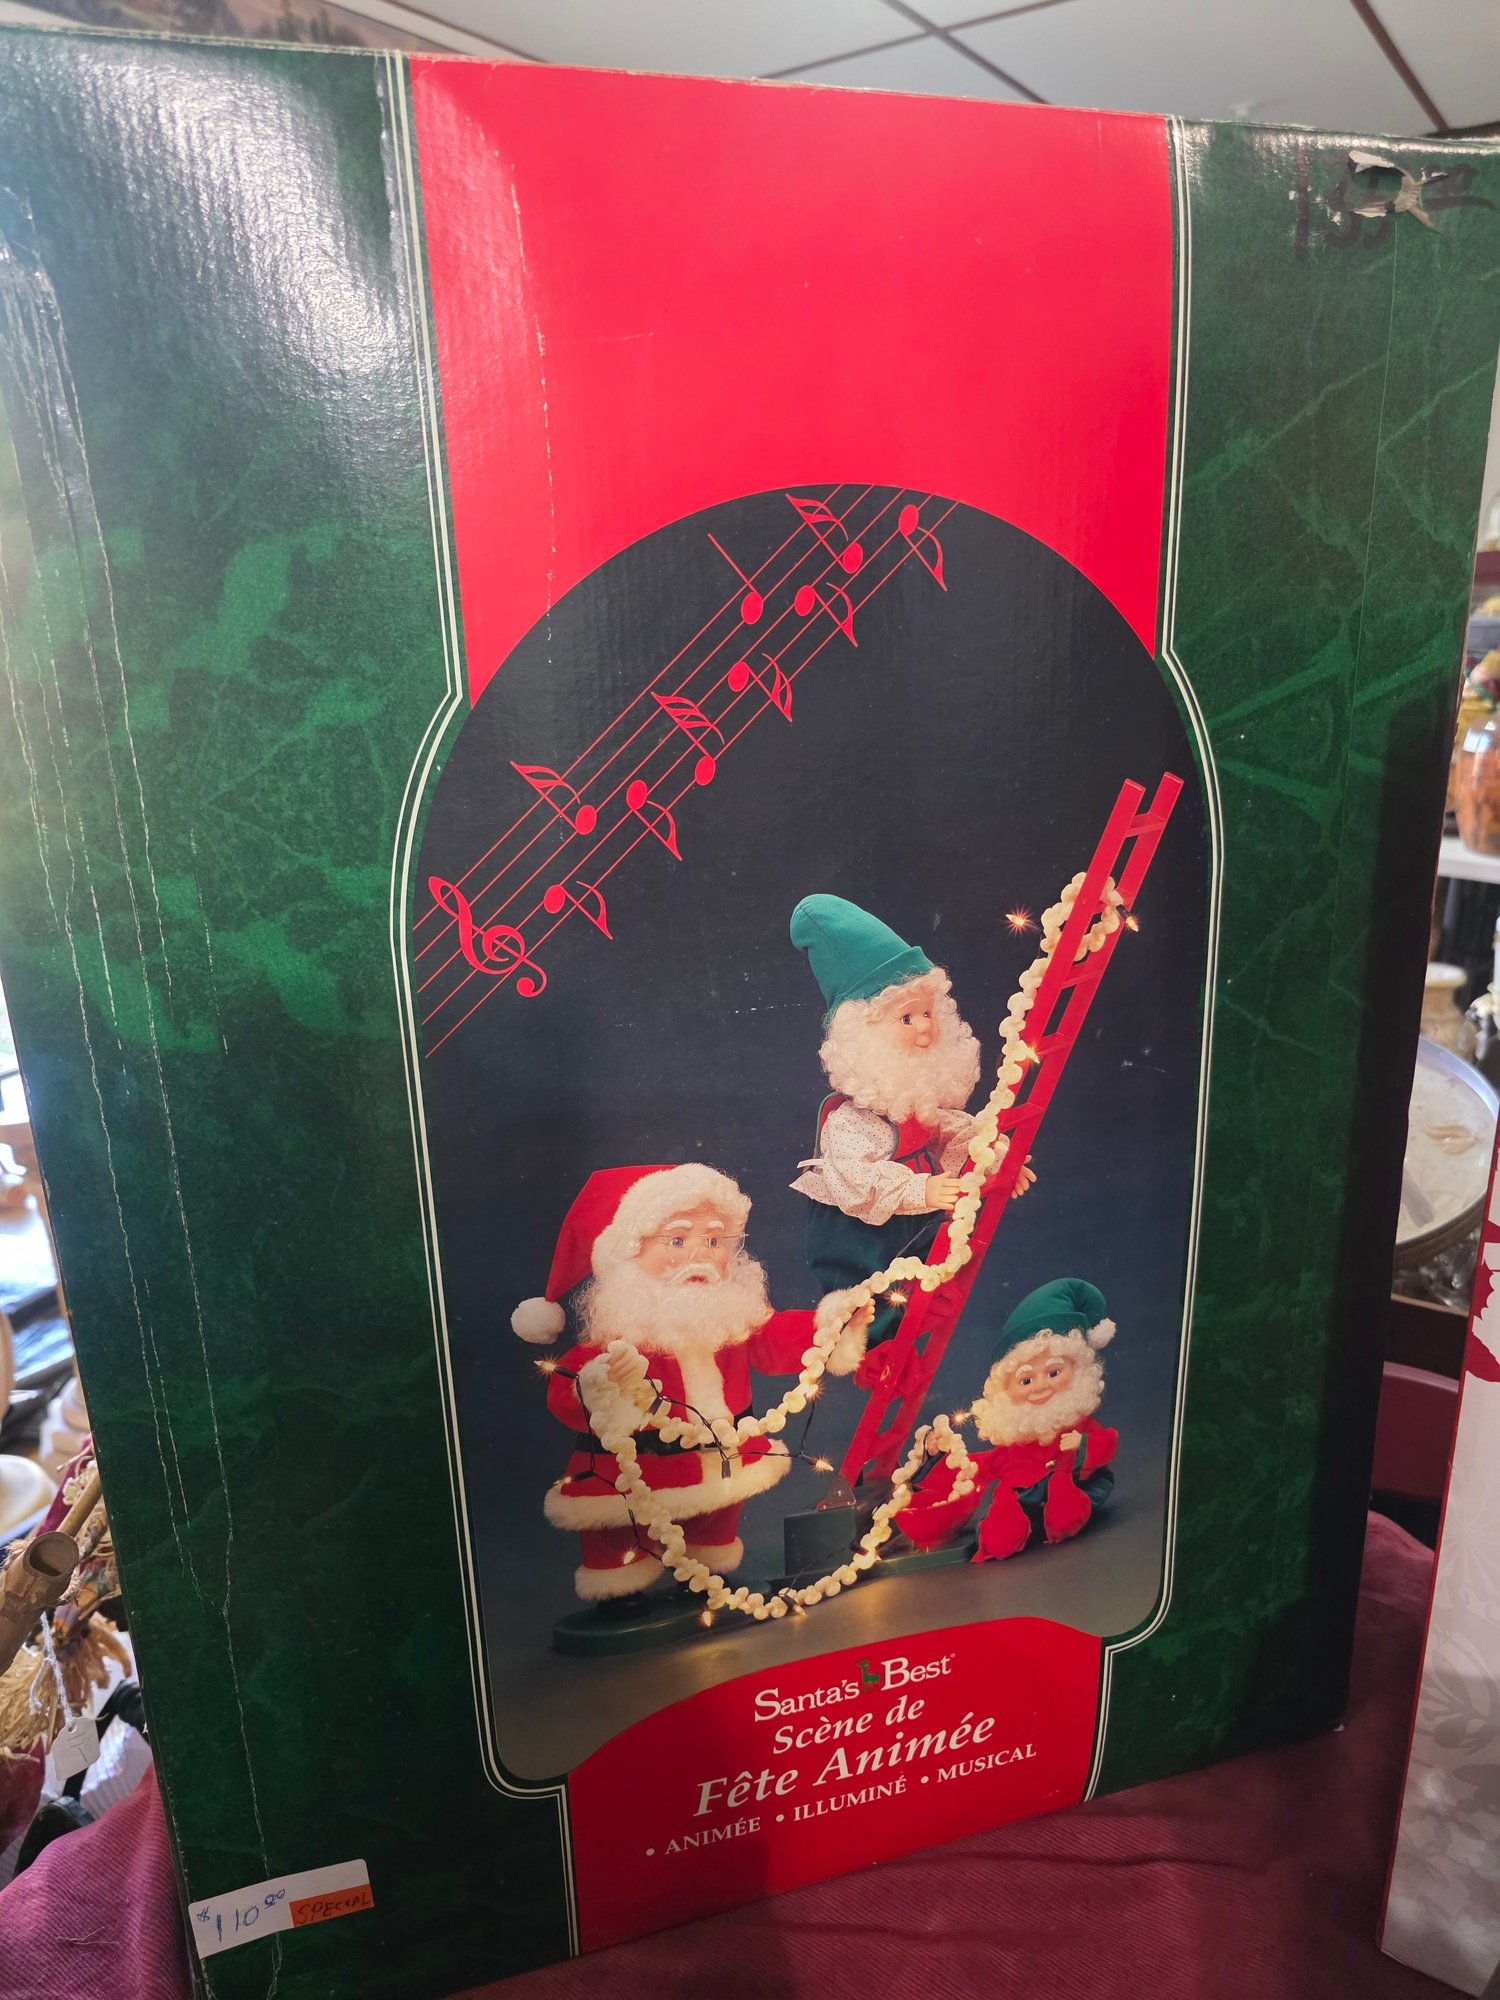 Santa's Best®
Scène de
Fête Animée
• ANIMÉE • ILLUMINÉ • MUSICAL
$110.00 SPECIAL